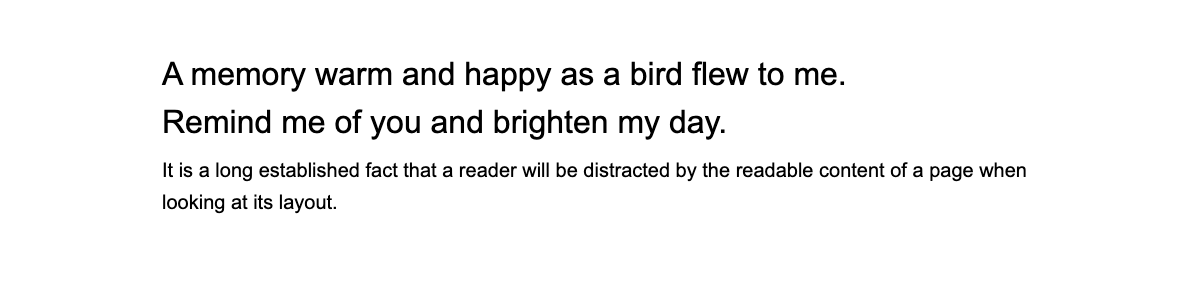 A memory warm and happy as a bird flew to me.
Remind me of you and brighten my day.
It is a long established fact that a reader will be distracted by the readable content of a page when
looking at its layout.